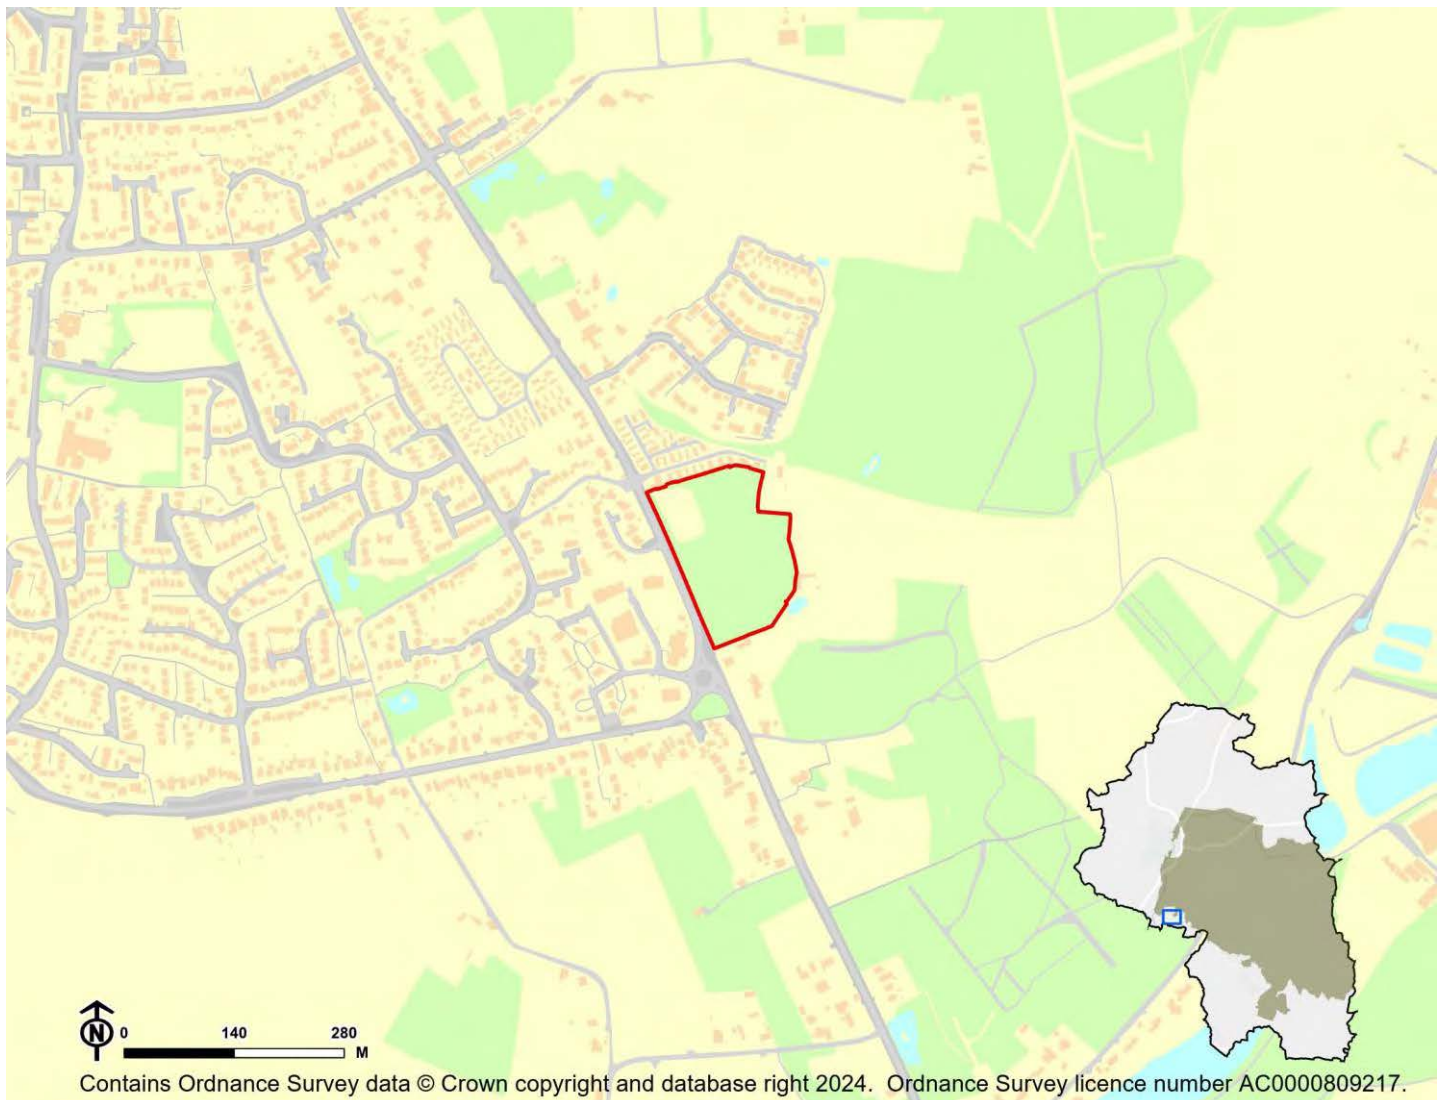 N
0 140 280
M
Contains Ordnance Survey data © Crown copyright and database right 2024. Ordnance Survey licence number AC0000809217.